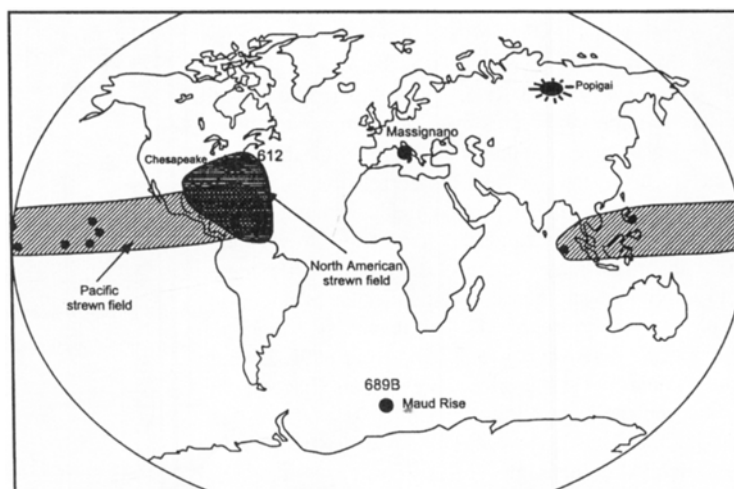 Popigai
Massignano
Chesapeake
612
North American
strewn field
Pacific
strewn field
689B
Maud Rise